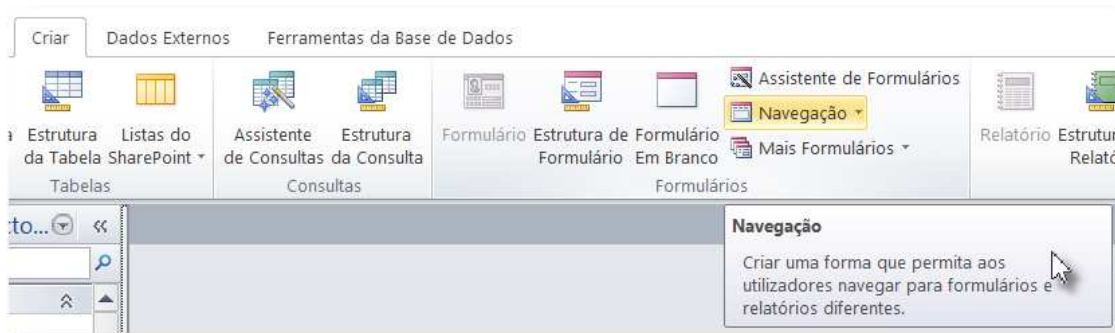 Criar Dados Externos Ferramentas da Base de Dados
Assistente de Formulários
Navegação
Mais Formulários
Estrutura da Tabela
Listas do SharePoint
Assistente de Consultas
Estrutura da Consulta
Formulário
Estrutura de Formulário
Formulário Em Branco
Relatório
Tabelas Consultas Formulários
Navegação
Criar uma forma que permita aos
utilizadores navegar para formulários e
relatórios diferentes.